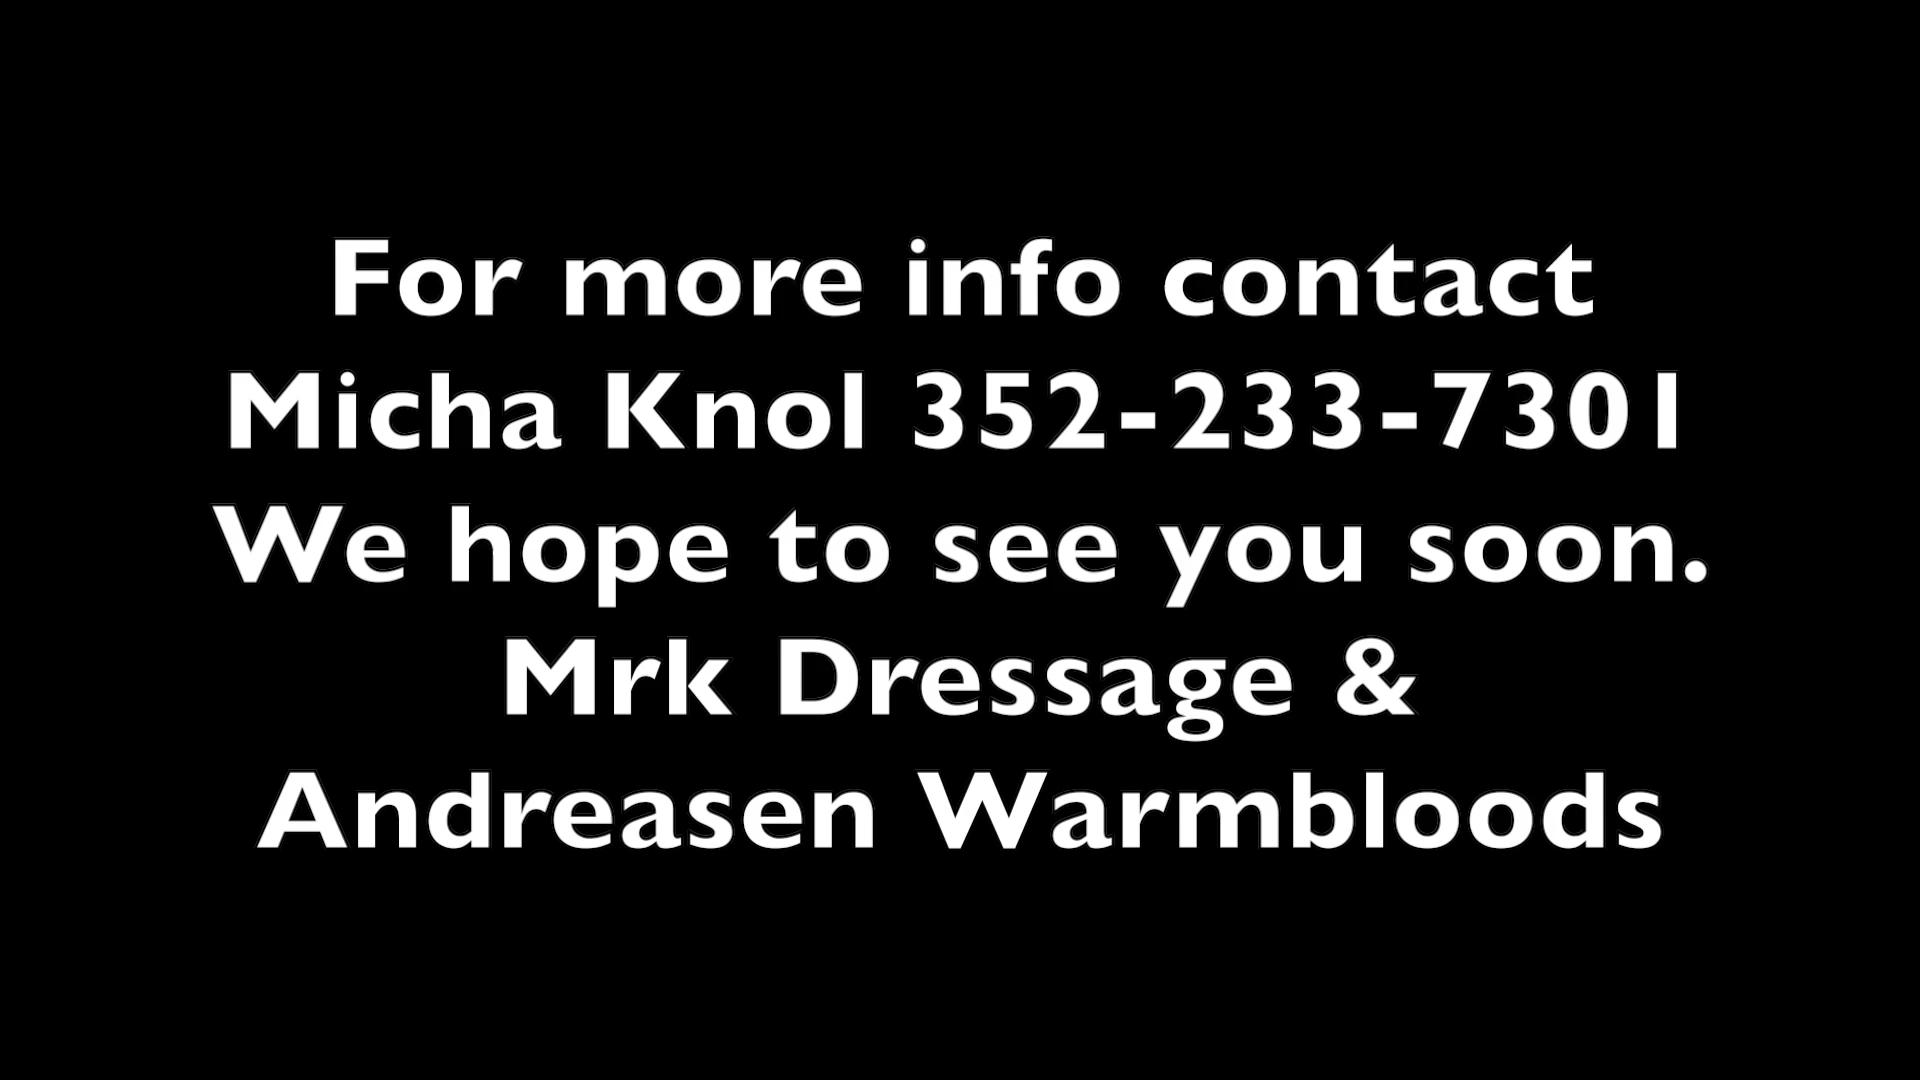 For more info contact
Micha Knol 352-233-7301
We hope to see you soon.
Mrk Dressage &
Andreasen Warmbloods